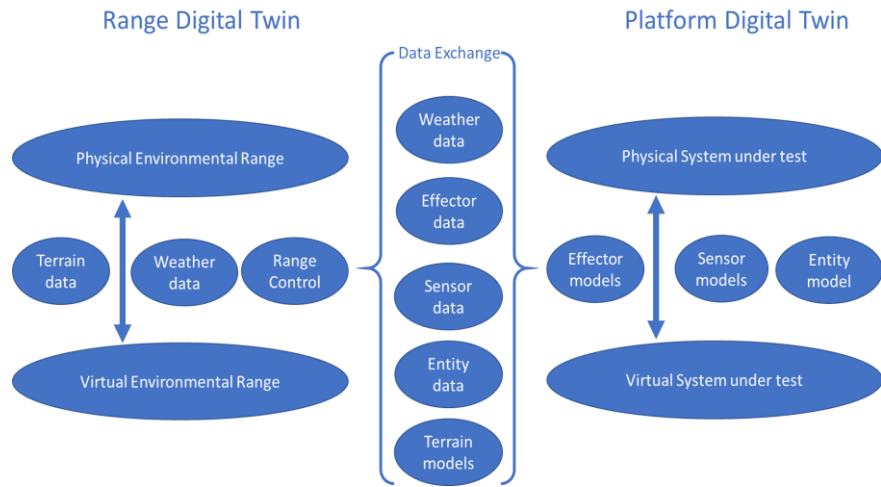 Range Digital Twin
Platform Digital Twin
Data Exchange
Weather
data
Physical Environmental Range
Physical System under test
Effector
data
Terrain
data
Weather
data
Range
Control
Effector
models
Sensor
models
Entity
model
Sensor
data
Entity
data
Virtual Environmental Range
Virtual System under test
Terrain
models